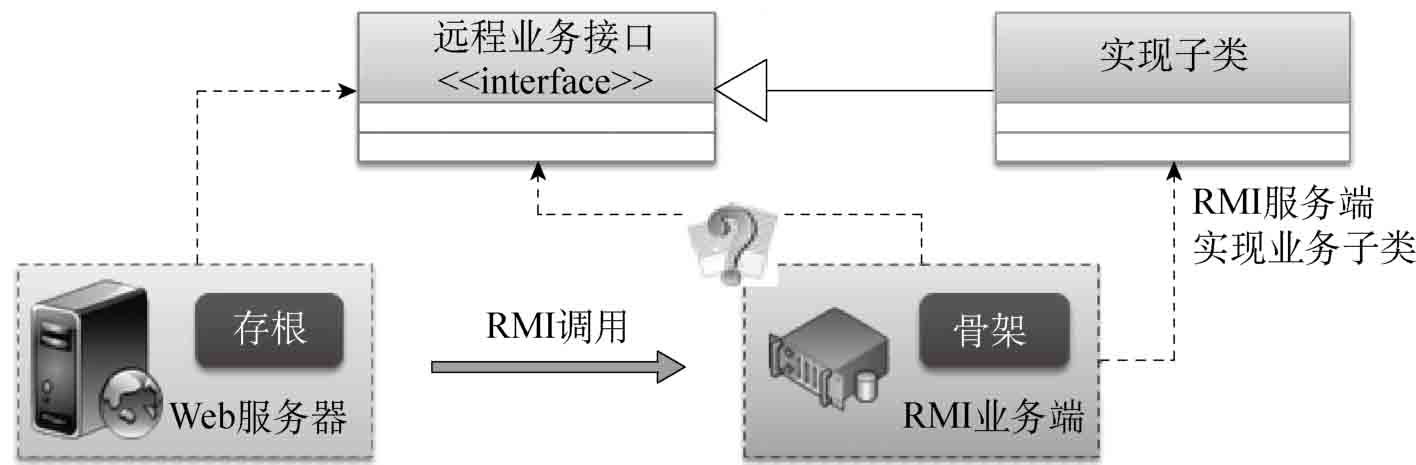 远程业务接口
<<interface>>
实现子类
RMI服务端
实现业务子类
存根
Web服务器
RMI调用
骨架
RMI业务端